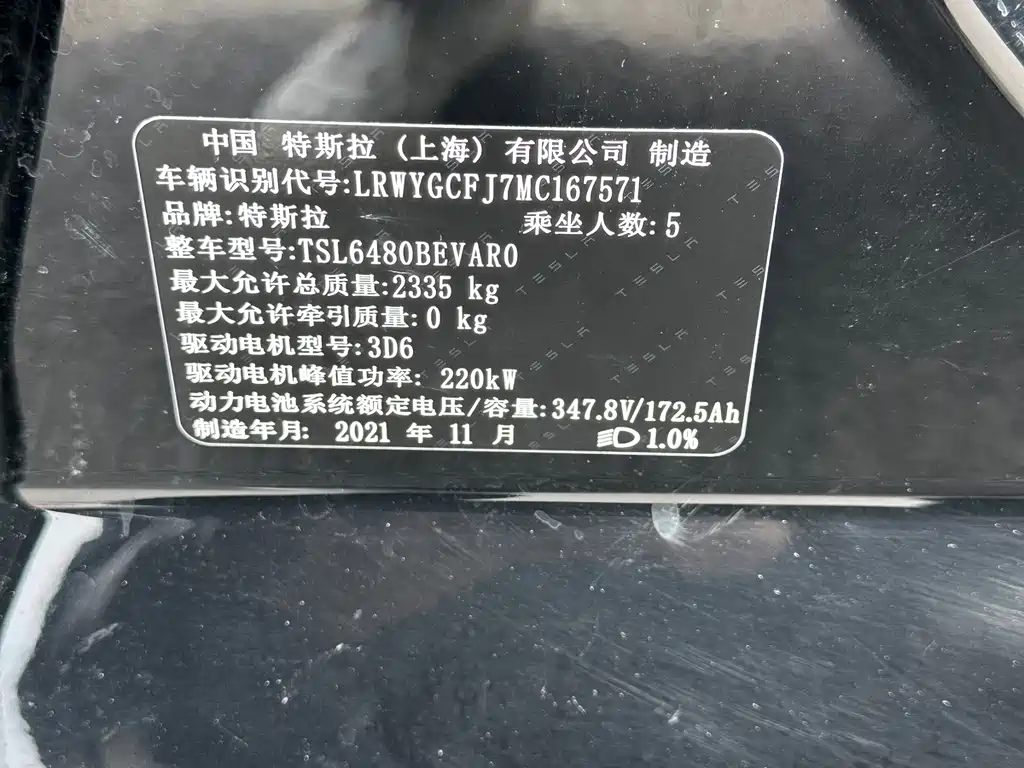 中国 特斯拉 (上海) 有限公司 制造
车辆识别代号:LRWYGCFJ7MC167571
品牌:特斯拉 乘坐人数:5
整车型号:TSL6480BEVAR0
最大允许总质量:2335 kg
最大允许牵引质量:0 kg
驱动电机型号:3D6
驱动电机峰值功率: 220kW
动力电池系统额定电压/容量:347.8V/172.5Ah
制造年月: 2021 年 11 月 1.0%